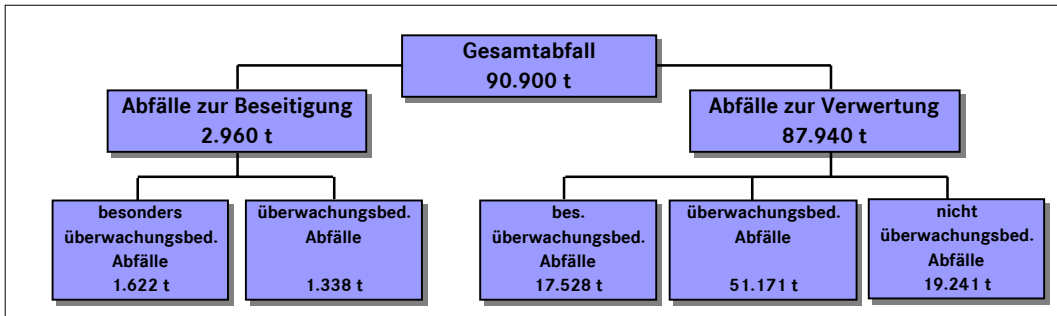 Gesamtabfall
90.900 t
Abfälle zur Beseitigung
2.960 t
Abfälle zur Verwertung
87.940 t
besonders
überwachungsbed.
Abfälle
1.622 t
überwachungsbed.
Abfälle
1.338 t
bes.
überwachungsbed.
Abfälle
17.528 t
überwachungsbed.
Abfälle
51.171 t
nicht
überwachungsbed.
Abfälle
19.241 t